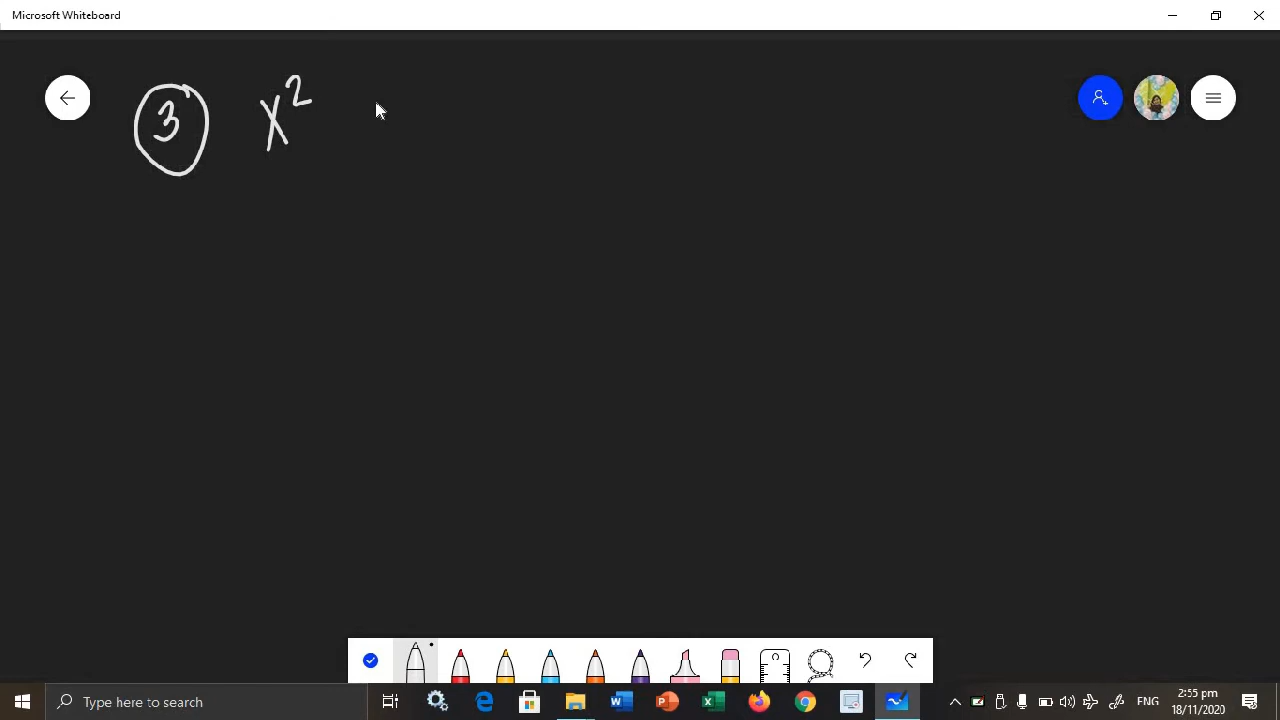 Microsoft Whiteboard
3 X²
Type here to search
ENG
2:55 pm
18/11/2020